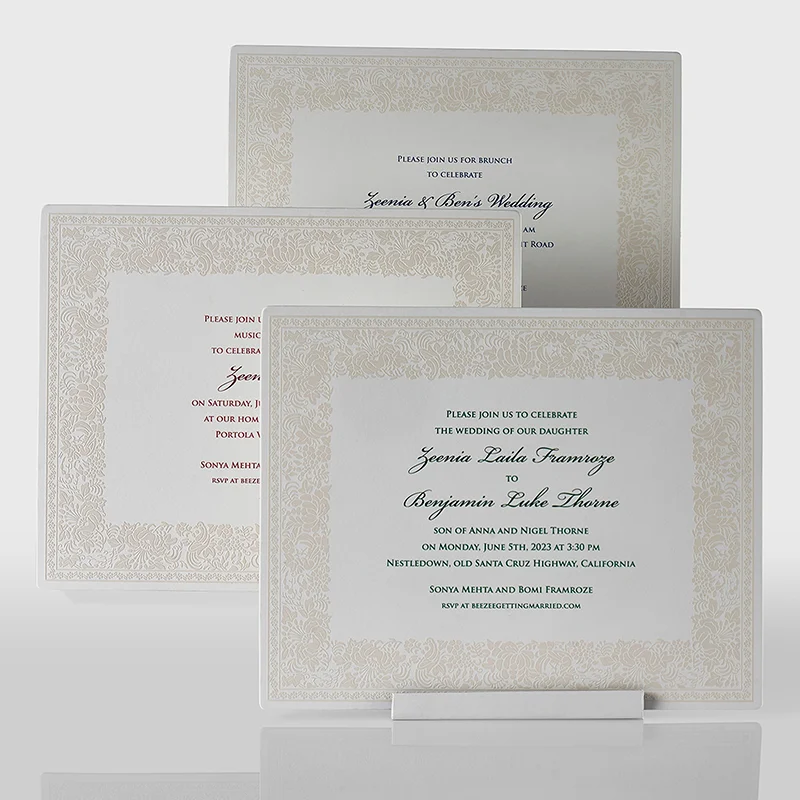 Please join us for brunch
to celebrate
Zeenia & Ben's Wedding
AM
Road
Please join
music
to celebra
Zeen
on Saturday, J
at our hom
Portola
Sonya Mehta
RSVP at beeze
Please join us to celebrate
the wedding of our daughter
Zeenia Laila Framroze
to
Benjamin Luke Thorne
son of Anna and Nigel Thorne
on Monday, June 5th, 2023 at 3:30 PM
Nestledown, old Santa Cruz Highway, California
Sonya Mehta and Bomi Framroze
RSVP at beezeegettingmarried.com